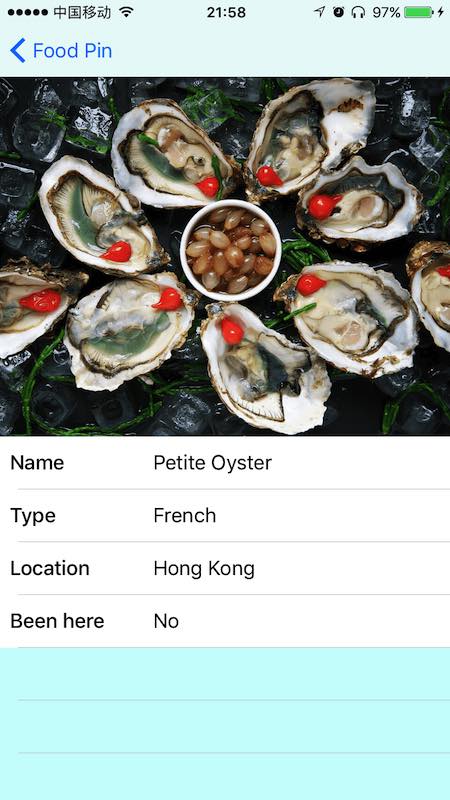 中国移动 21:58 97%
Food Pin
Name Petite Oyster
Type French
Location Hong Kong
Been here No